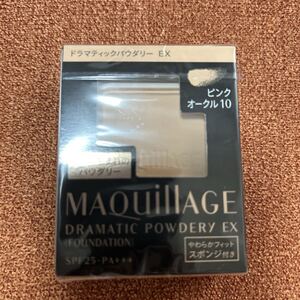 ドラマティックパウダリー EX
ピンク
オークル10
パウダリー
MAQuillAGE
DRAMATIC POWDERY EX
(FOUNDATION)
SPF25・PA+++
やわらかフィット
スポンジ付き